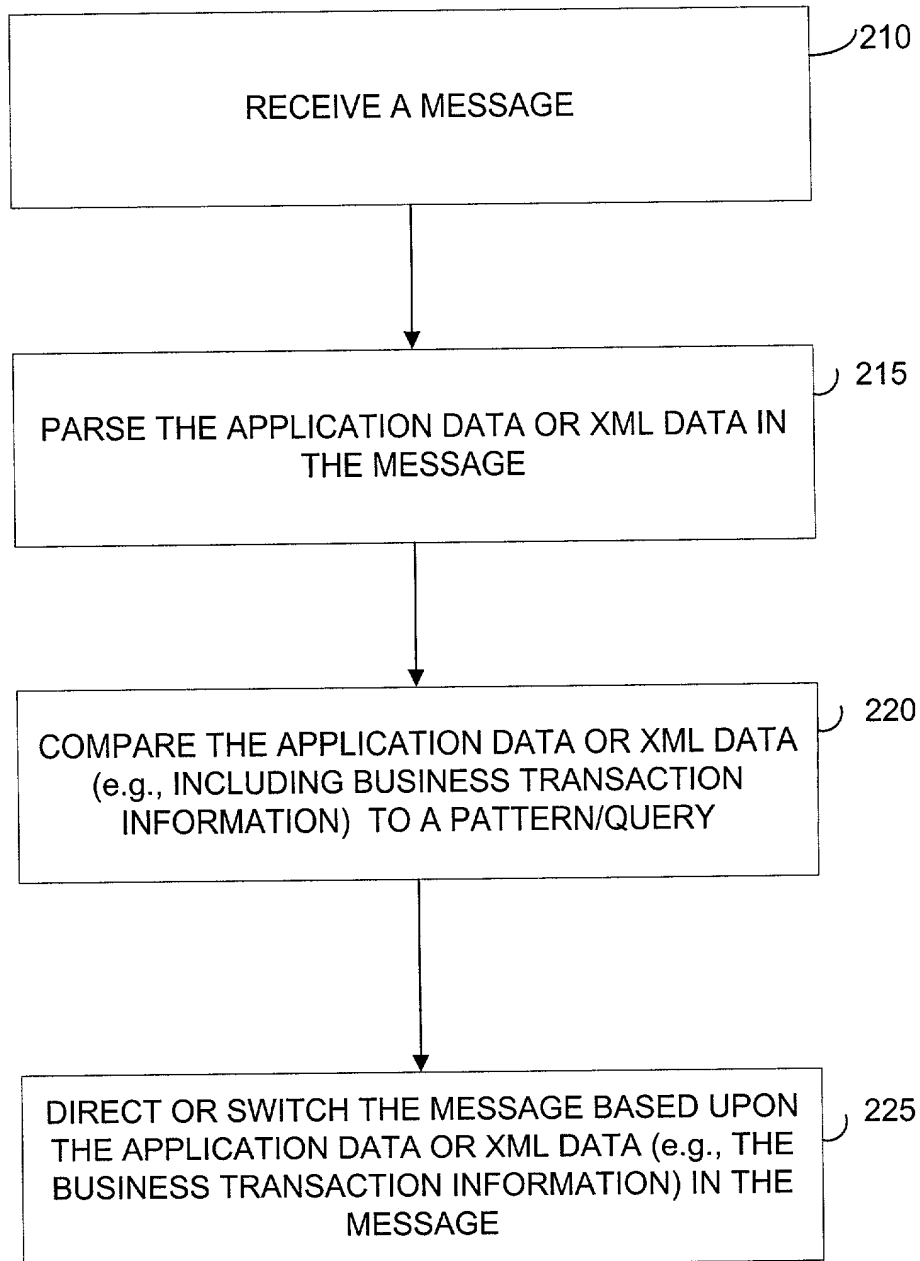 210
RECEIVE A MESSAGE
215
PARSE THE APPLICATION DATA OR XML DATA IN
THE MESSAGE
220
COMPARE THE APPLICATION DATA OR XML DATA
(e.g., INCLUDING BUSINESS TRANSACTION
INFORMATION) TO A PATTERN/QUERY
DIRECT OR SWITCH THE MESSAGE BASED UPON
225
THE APPLICATION DATA OR XML DATA (e.g., THE
BUSINESS TRANSACTION INFORMATION) IN THE
MESSAGE